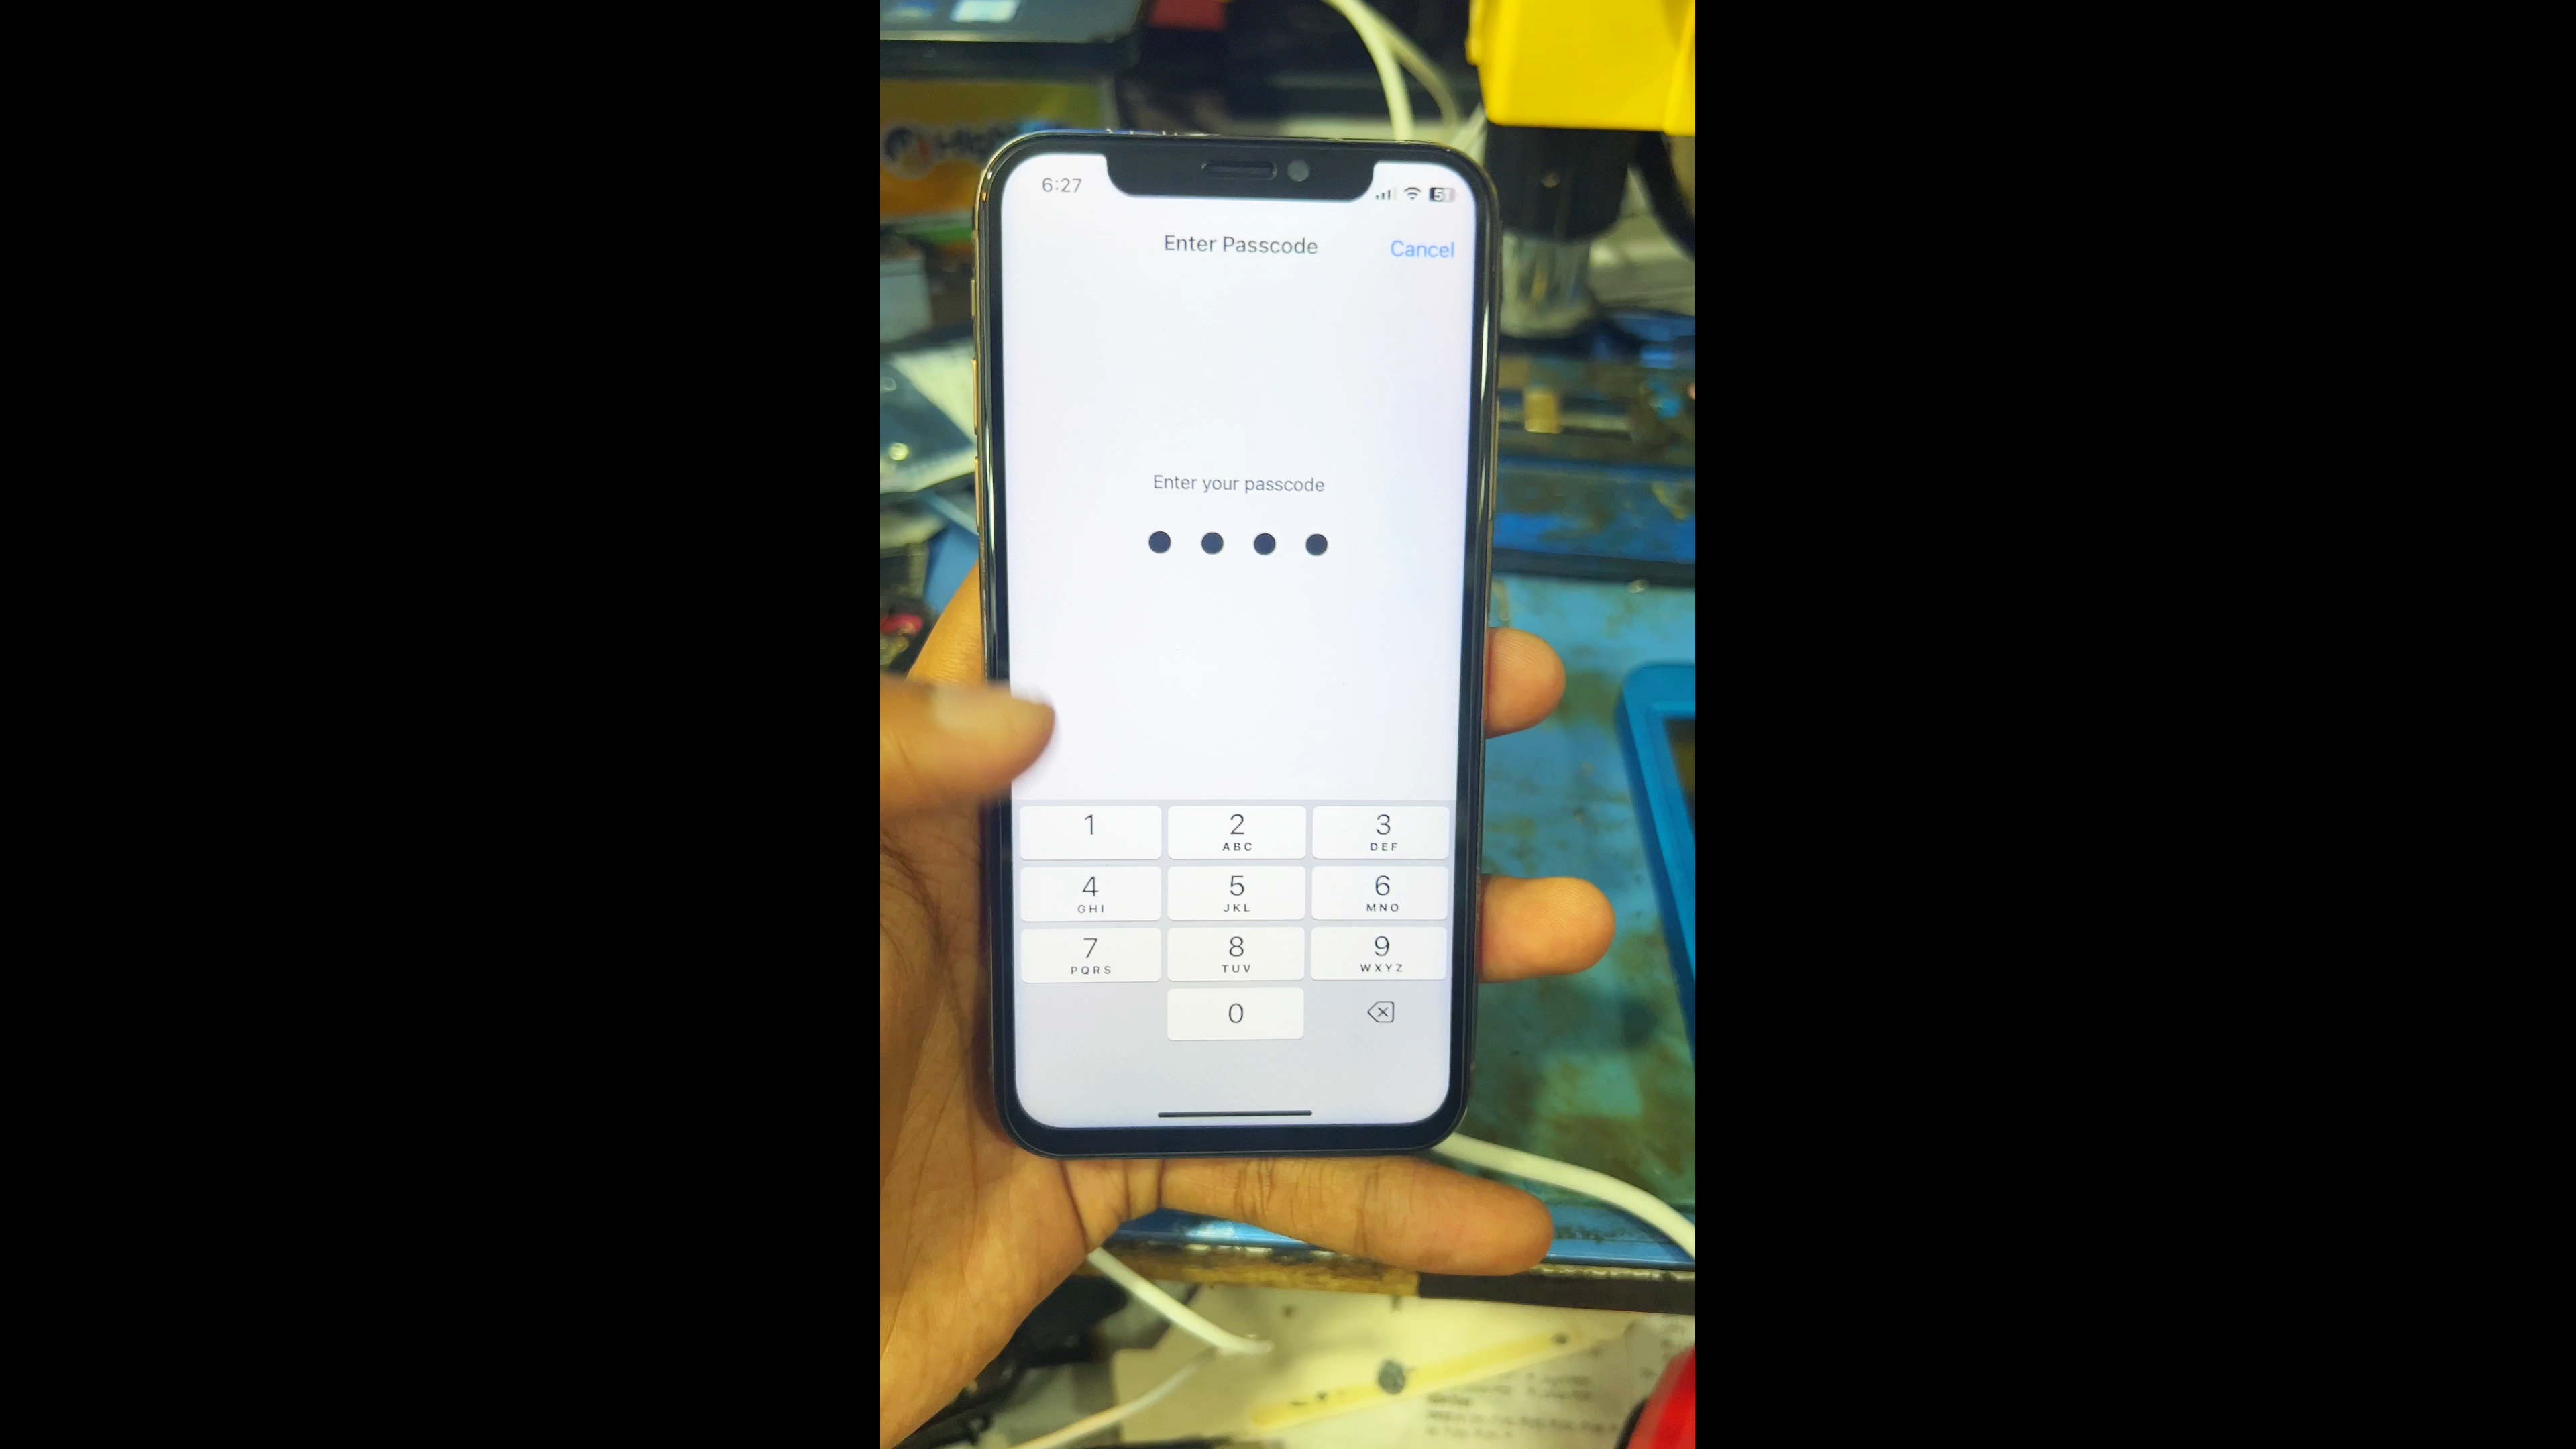 6:27
Enter Passcode
Cancel
Enter your passcode
1
2
ABC
3
DEF
4
GHI
5
JKL
6
MNO
7
PQRS
8
TUV
9
WXYZ
0